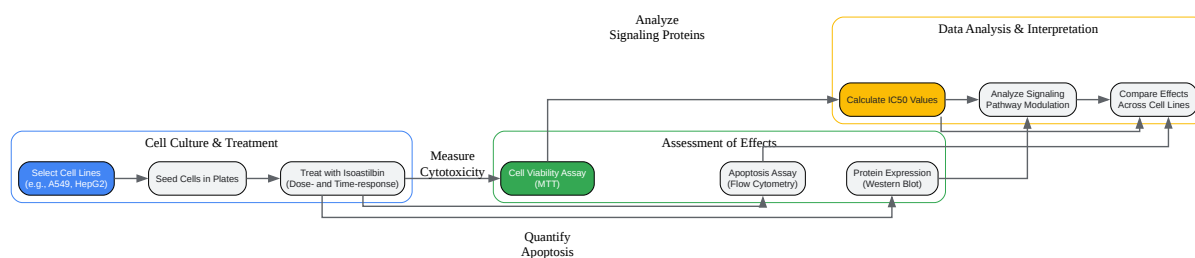 Analyze
Signaling Proteins
Data Analysis & Interpretation
Calculate IC50 Values
Analyze Signaling
Pathway Modulation
Compare Effects
Across Cell Lines
Cell Culture & Treatment
Select Cell Lines
(e.g., A549, HepG2)
Seed Cells in Plates
Treat with Isoastilbin
(Dose- and Time-response)
Measure
Cytotoxicity
Assessment of Effects
Cell Viability Assay
(MTT)
Apoptosis Assay
(Flow Cytometry)
Protein Expression
(Western Blot)
Quantify
Apoptosis